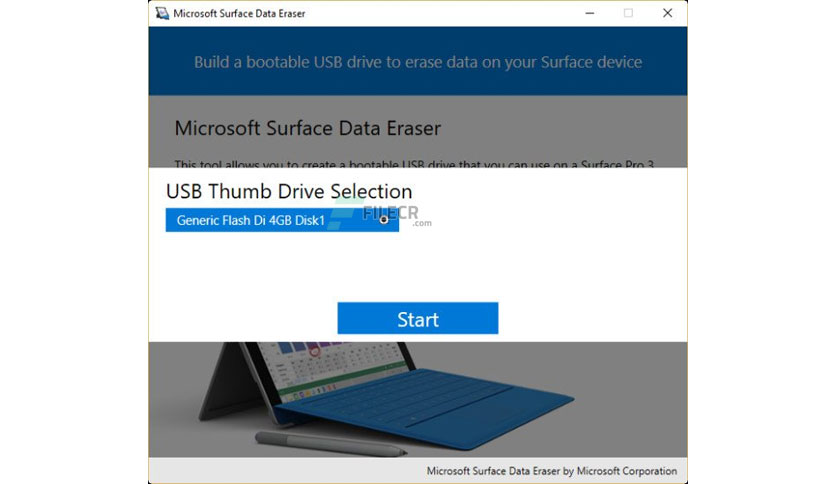 Microsoft Surface Data Eraser
Build a bootable USB drive to erase data on your Surface device
Microsoft Surface Data Eraser
This tool allows you to create a bootable USB drive that you can use on a Surface Pro 3
USB Thumb Drive Selection
FILECR
.com
Generic Flash Di 4GB Disk1
Start
Microsoft Surface Data Eraser by Microsoft Corporation